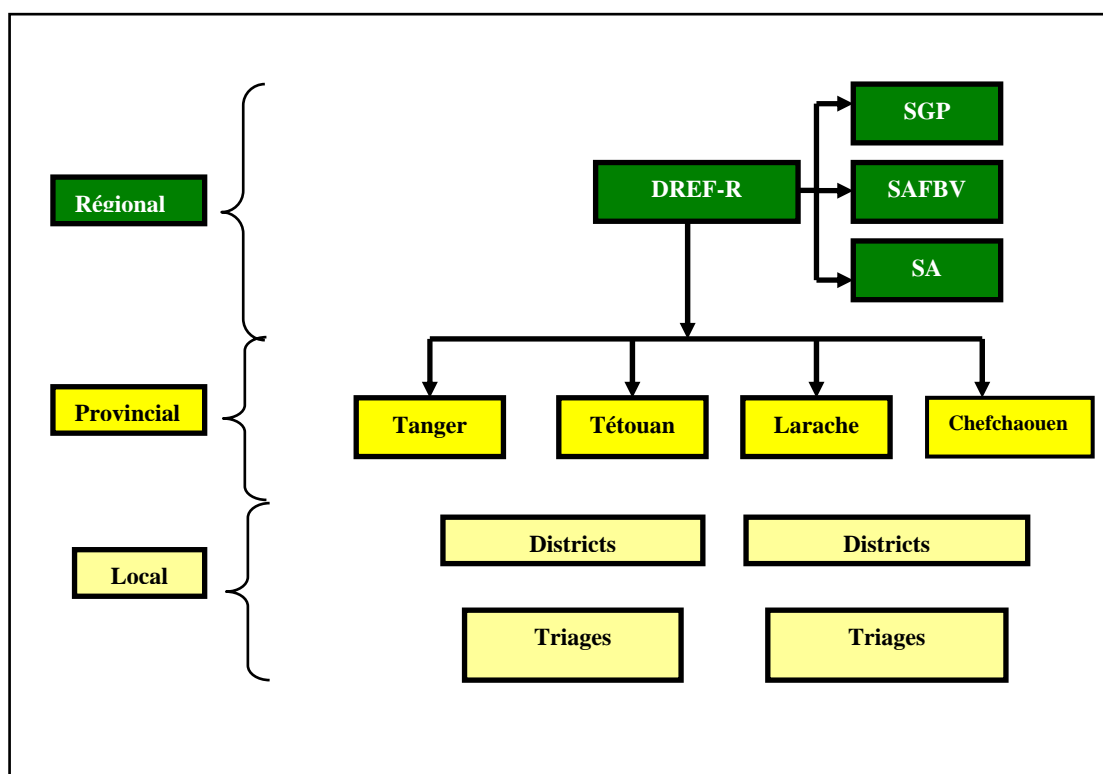 SGP
DREF-R
SAFBV
Régional
SA
Provincial
Tanger
Tétouan
Larache
Chefchaouen
Districts
Districts
Local
Triages
Triages